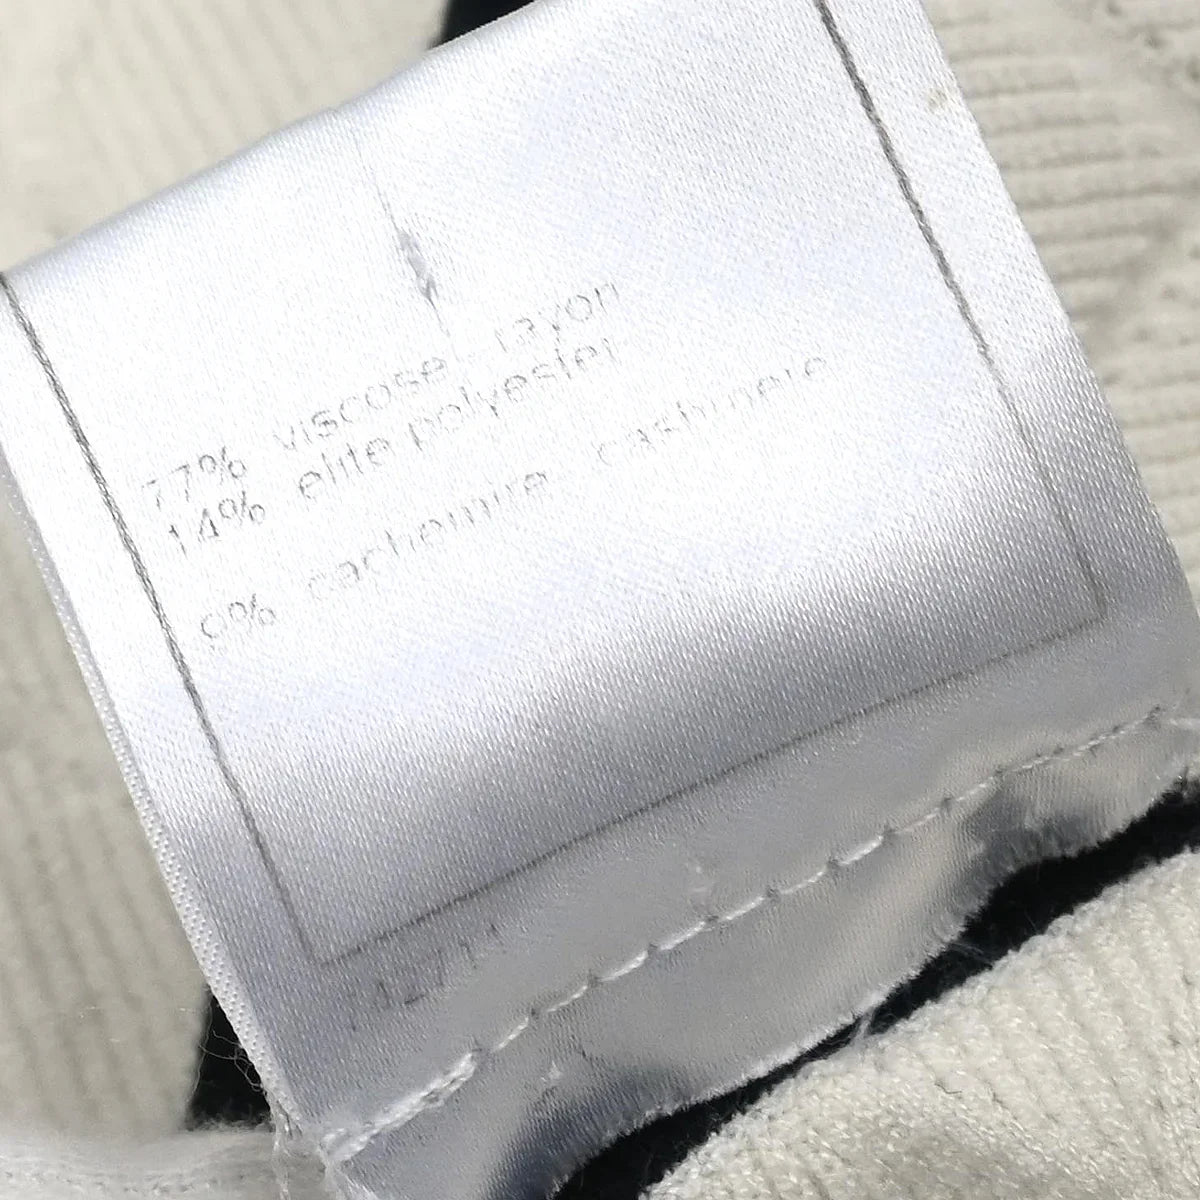 77% viscose rayon
14% elite polyester
9% cachemire cashmere